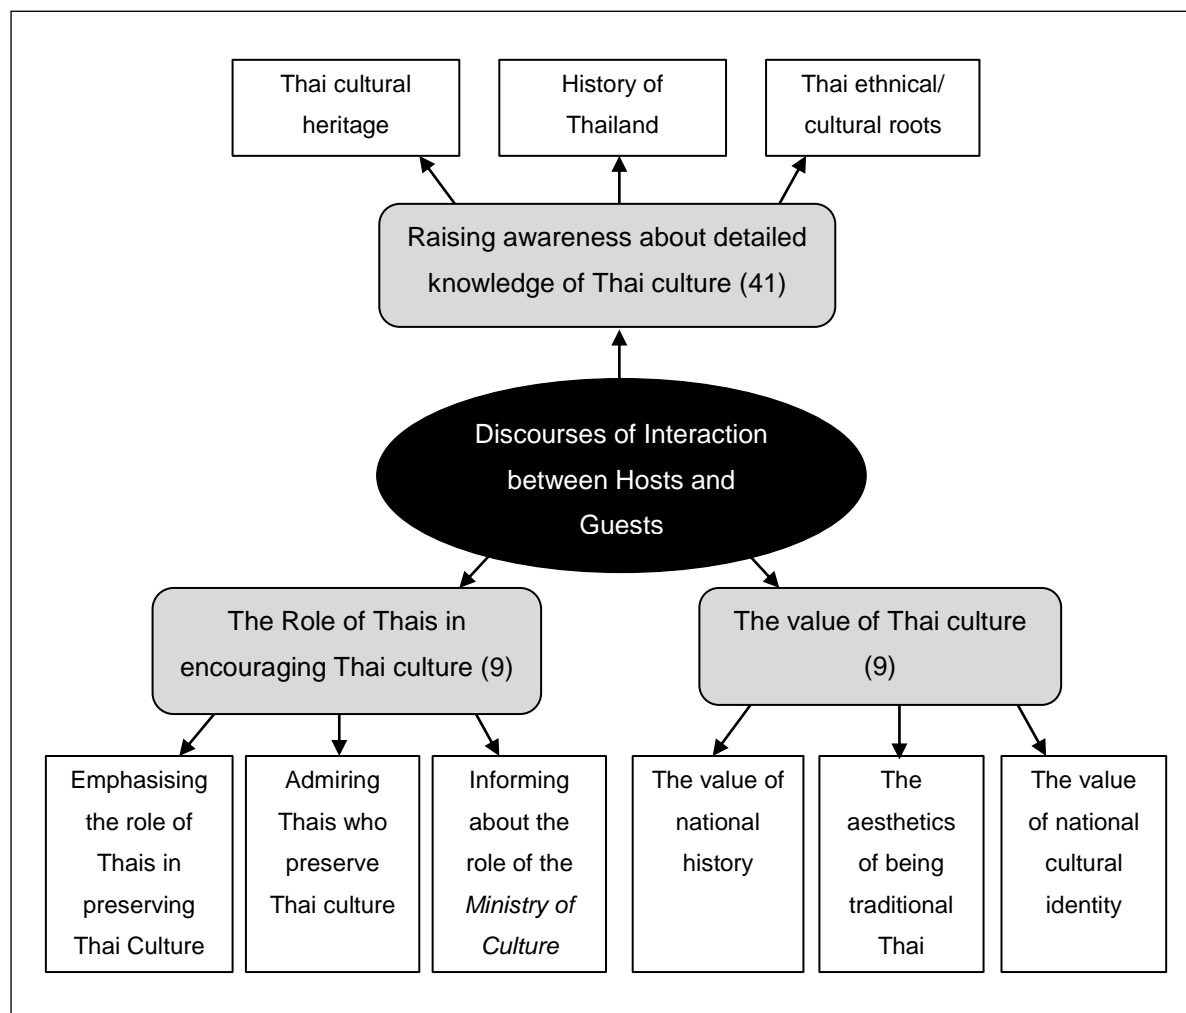 Thai cultural
heritage
History of
Thailand
Thai ethnical/
cultural roots
Raising awareness about detailed
knowledge of Thai culture (41)
Discourses of Interaction
between Hosts and
Guests
The Role of Thais in
encouraging Thai culture (9)
The value of Thai culture
(9)
Emphasising
the role of
Thais in
preserving
Thai Culture
Admiring
Thais who
preserve
Thai culture
Informing
about the
role of the
Ministry of
Culture
The value of
national
history
The
aesthetics
of being
traditional
Thai
The value
of national
cultural
identity